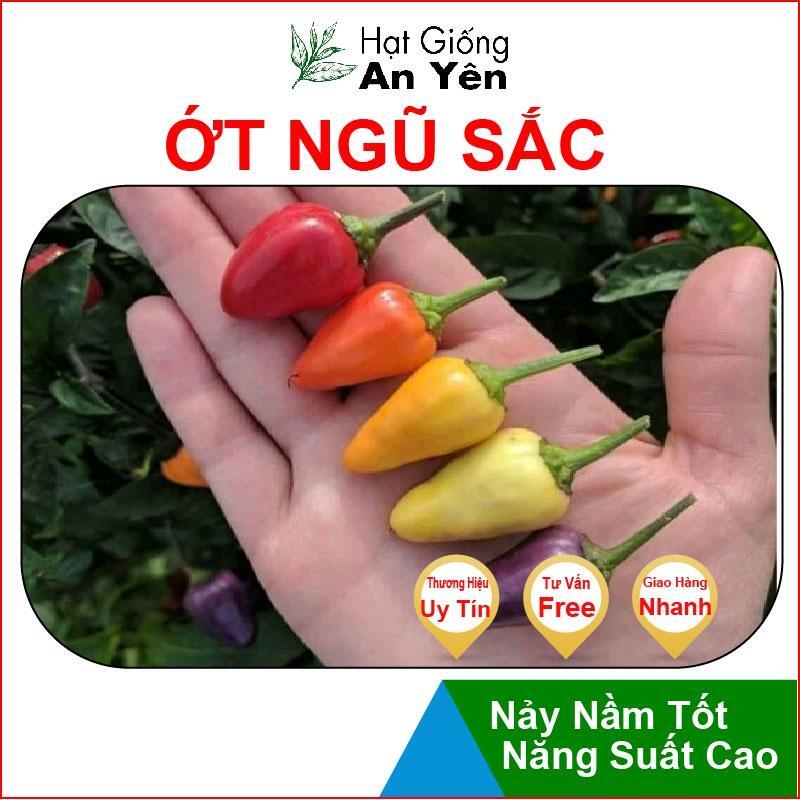 Hạt Giống
An Yên
ỚT NGŨ SẮC
Thương Hiệu
Uy Tín
Tư Vấn
Free
Giao Hàng
Nhanh
Nảy Nầm Tốt
Năng Suất Cao